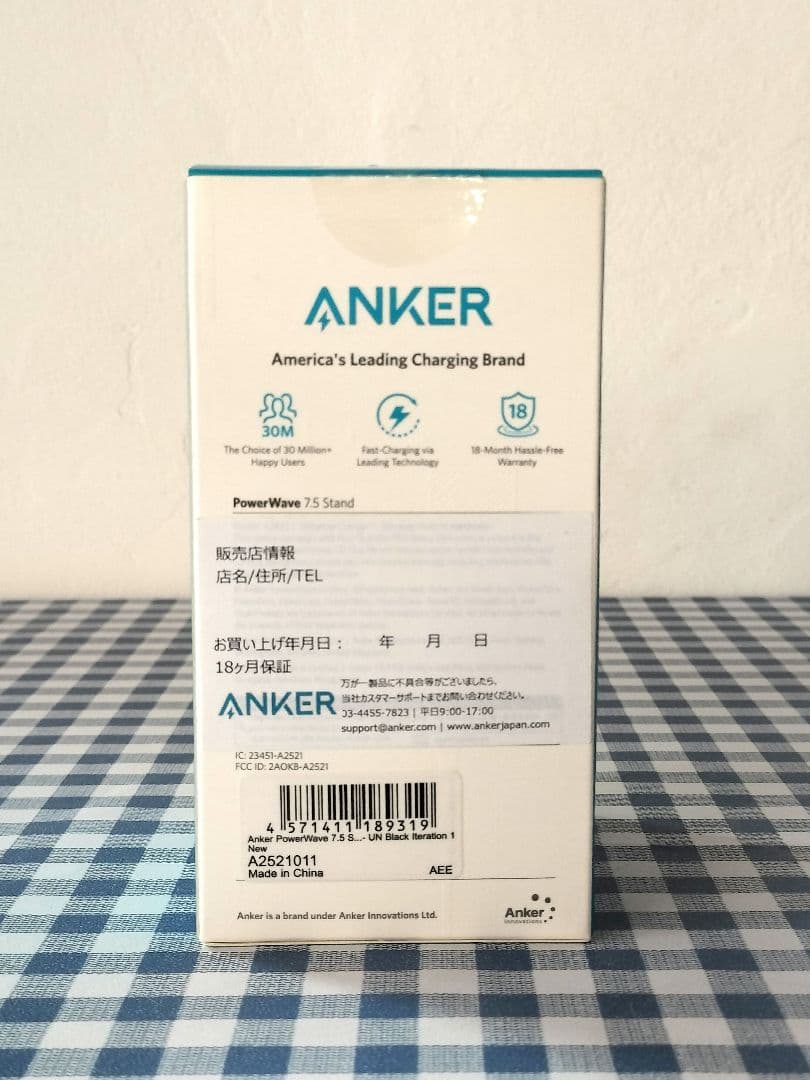 ANKER
America's Leading Charging Brand
30M
18
The Choice of 30 Million+
Happy Users
Fast-Charging via
Leading Technology
18-Month Hassle-Free
Warranty
PowerWave 7.5 Stand
販売店情報
店名/住所/TEL
お買い上げ年月日： 年 月 日
18ヶ月保証
ANKER
万が一製品に不具合等がございましたら、
当社カスタマーサポートまでお問い合わせください。
03-4455-7823 | 平日9:00-17:00
support@anker.com | www.ankerjapan.com
IC: 23451-A2521
FCC ID: 2AOKB-A2521
4 571411 189319
Anker PowerWave 7.5 S...- UN Black Iteration 1
New
A2521011
Made in China
AEE
Anker is a brand under Anker Innovations Ltd.
Anker
Innovations